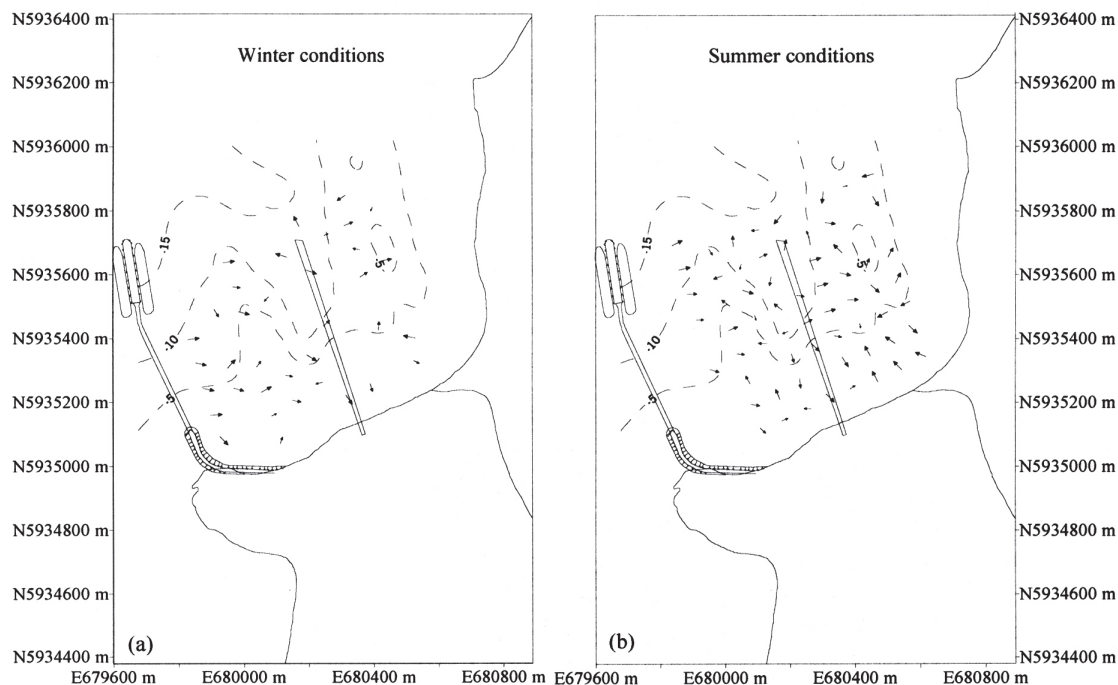 N5936400 m
N5936400 m
Winter conditions
Summer conditions
N5936200 m
N5936200 m
N5936000 m
N5936000 m
N5935800 m
N5935800 m
-15
-15
N5935600 m
N5935600 m
-5
-5
N5935400 m
N5935400 m
-10
-10
N5935200 m
N5935200 m
-5
-5
N5935000 m
N5935000 m
N5934800 m
N5934800 m
N5934600 m
N5934600 m
(a)
(b)
N5934400 m
N5934400 m
E679600 m E680000 m E680400 m E680800 m
E679600 m E680000 m E680400 m E680800 m